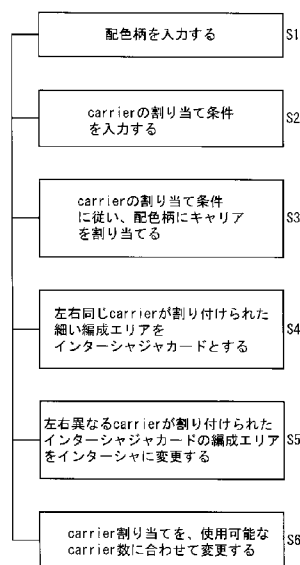 配色柄を入力する
S1
carrierの割り当て条件
を入力する
S2
carrierの割り当て条件
に従い、配色柄にキャリア
を割り当てる
S3
左右同じcarrierが割り付けられた
細い編成エリアを
インターシャジャカードとする
S4
左右異なるcarrierが割り付けられた
インターシャジャカードの編成エリア
をインターシャに変更する
S5
carrier割り当てを、使用可能な
carrier数に合わせて変更する
S6